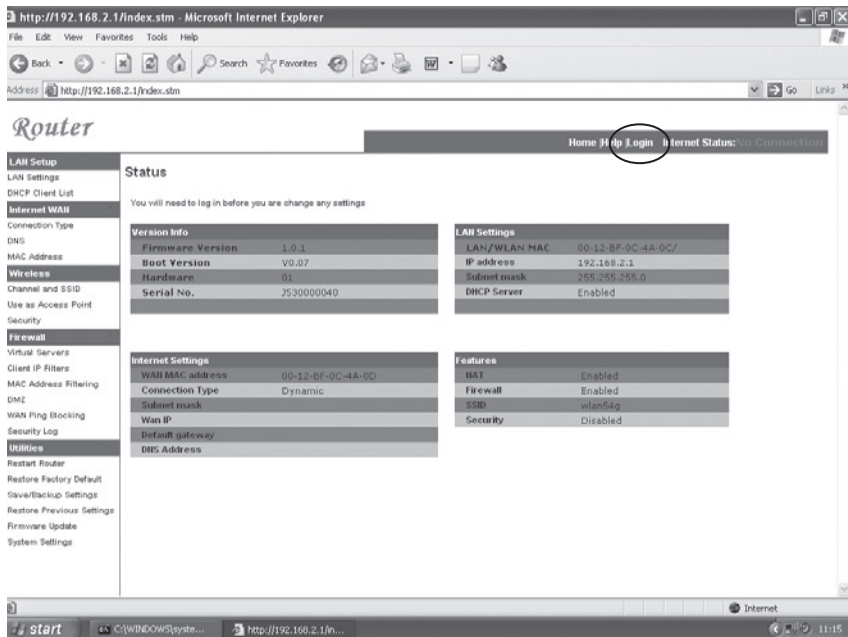 http://192.168.2.1/index.stm - Microsoft Internet Explorer
File Edit View Favorites Tools Help
Back Search Favorites
Address http://192.168.2.1/index.stm Go Links »
Router
Home |Help |Login Internet Status:No Connection
LAN Setup
LAN Settings
DHCP Client List
Internet WAN
Connection Type
DNS
MAC Address
Wireless
Channel and SSID
Use as Access Point
Security
Firewall
Virtual Servers
Client IP Filters
MAC Address Filtering
DMZ
WAN Ping Blocking
Security Log
Utilities
Restart Router
Restore Factory Default
Save/Backup Settings
Restore Previous Settings
Firmware Update
System Settings
Status
You will need to log in before you are change any settings
Version Info
Firmware Version 1.0.1
Boot Version V0.07
Hardware 01
Serial No. J530000040
LAN Settings
LAN/WLAN MAC 00-12-BF-0C-4A-0C/
IP address 192.168.2.1
Subnet mask 255.255.255.0
DHCP Server Enabled
Internet Settings
WAN MAC address 00-12-BF-0C-4A-0D
Connection Type Dynamic
Subnet mask
Wan IP
Default gateway
DNS Address
Features
NAT Enabled
Firewall Enabled
SSID wlan54g
Security Disabled
Internet
start C:\WINDOWS\syste... http://192.168.2.1/in... 11:15